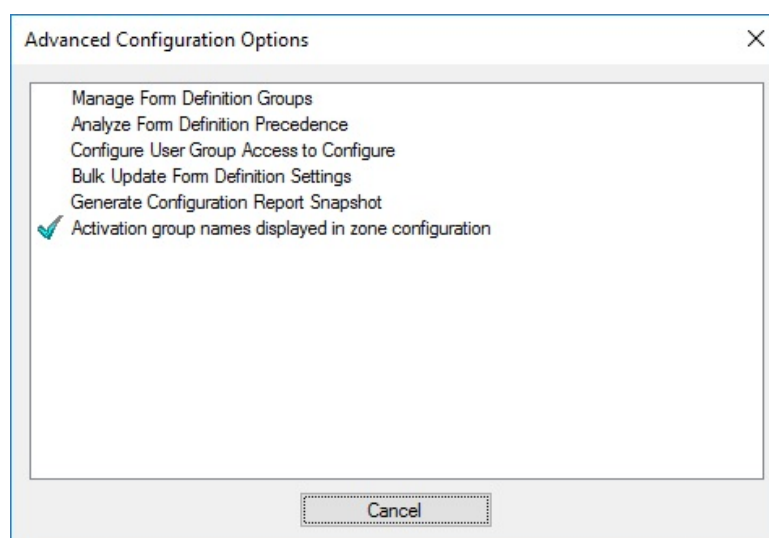 Advanced Configuration Options
Manage Form Definition Groups
Analyze Form Definition Precedence
Configure User Group Access to Configure
Bulk Update Form Definition Settings
Generate Configuration Report Snapshot
Activation group names displayed in zone configuration
Cancel